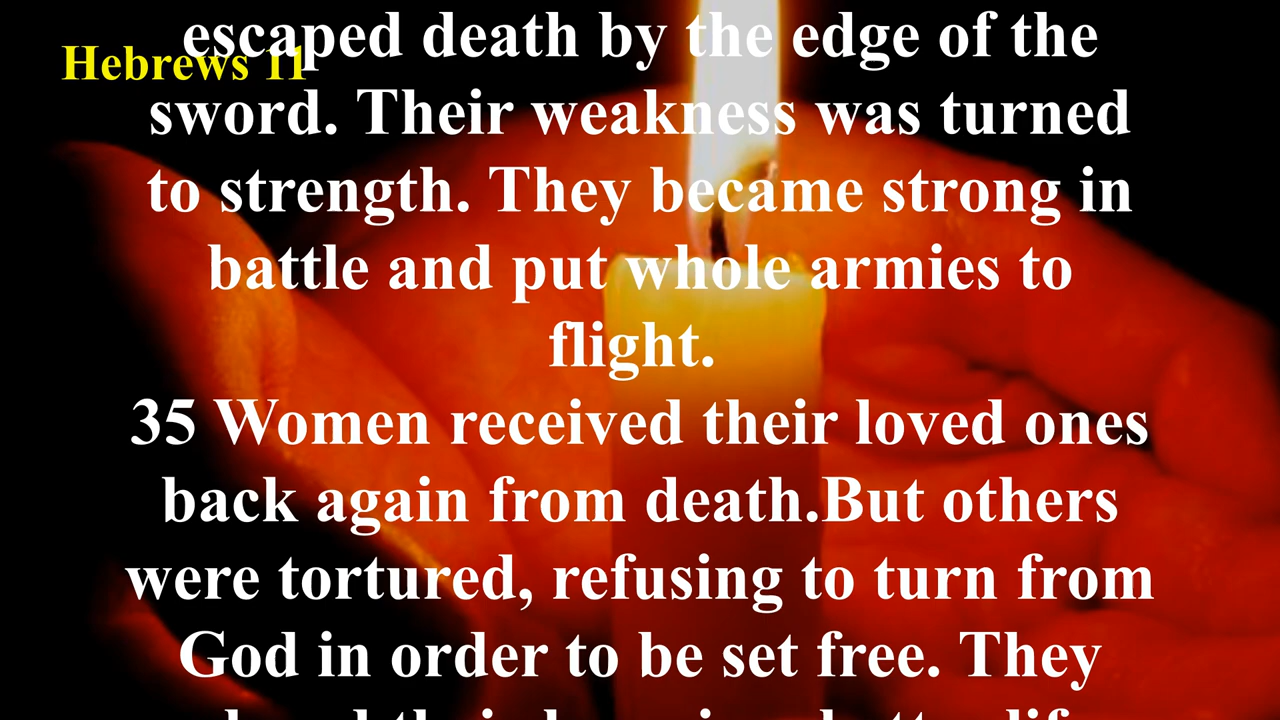 Hebrews 11
escaped death by the edge of the
sword. Their weakness was turned
to strength. They became strong in
battle and put whole armies to
flight.
35 Women received their loved ones
back again from death.But others
were tortured, refusing to turn from
God in order to be set free. They